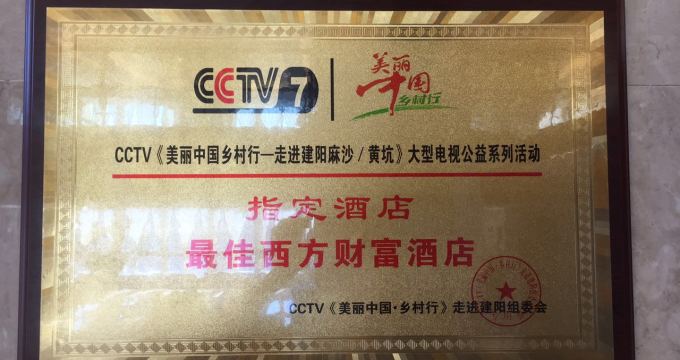 CCTV 7 美丽中国乡村行
CCTV《美丽中国乡村行—走进建阳麻沙/黄坑》大型电视公益系列活动
指定酒店
最佳西方财富酒店
CCTV《美丽中国·乡村行》走进建阳组委会